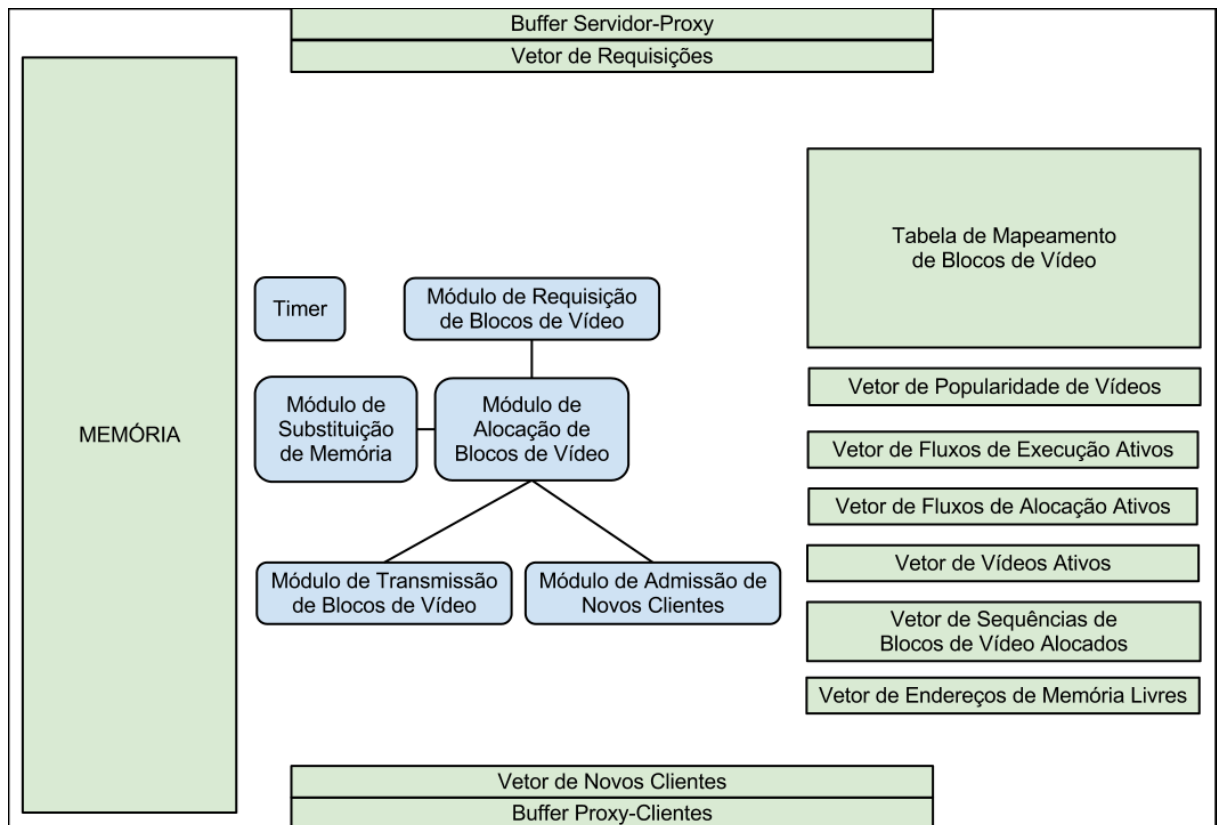 Buffer Servidor-Proxy
Vetor de Requisições
MEMÓRIA
Timer
Módulo de Requisição
de Blocos de Vídeo
Módulo de
Substituição
de Memória
Módulo de
Alocação de
Blocos de Vídeo
Módulo de Transmissão
de Blocos de Vídeo
Módulo de Admissão de
Novos Clientes
Tabela de Mapeamento
de Blocos de Vídeo
Vetor de Popularidade de Vídeos
Vetor de Fluxos de Execução Ativos
Vetor de Fluxos de Alocação Ativos
Vetor de Vídeos Ativos
Vetor de Sequências de
Blocos de Vídeo Alocados
Vetor de Endereços de Memória Livres
Vetor de Novos Clientes
Buffer Proxy-Clientes